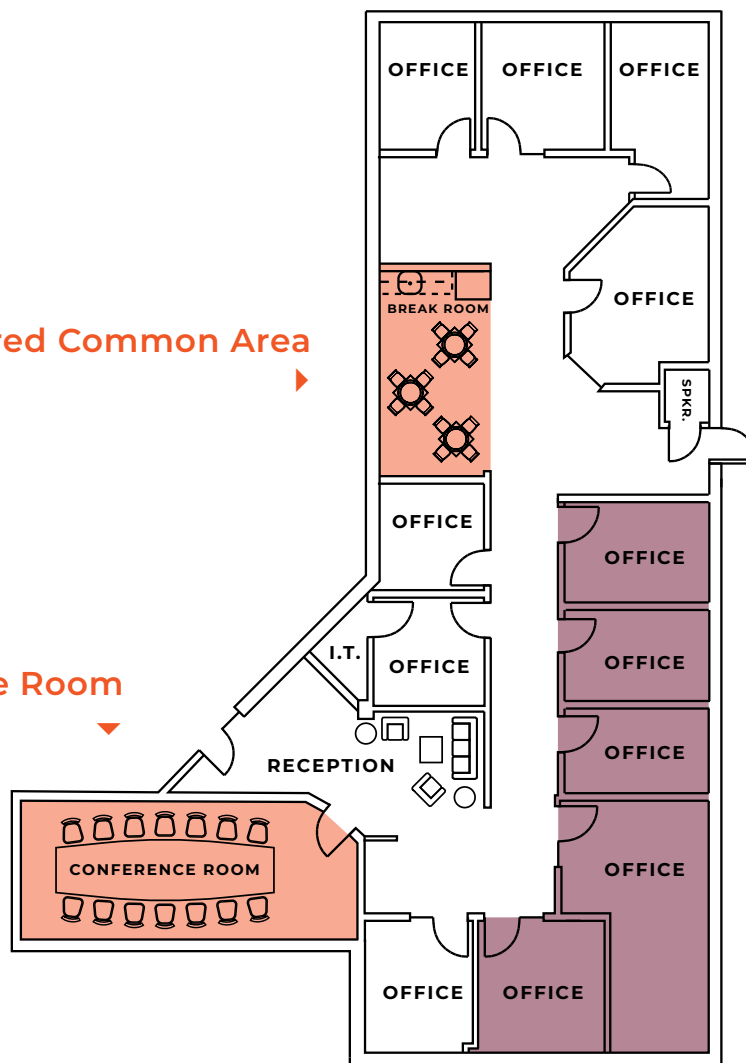 OFFICE OFFICE OFFICE
OFFICE
BREAK ROOM
red Common Area
SPKR.
OFFICE
OFFICE
I.T.
OFFICE
OFFICE
e Room
OFFICE
RECEPTION
CONFERENCE ROOM
OFFICE
OFFICE
OFFICE